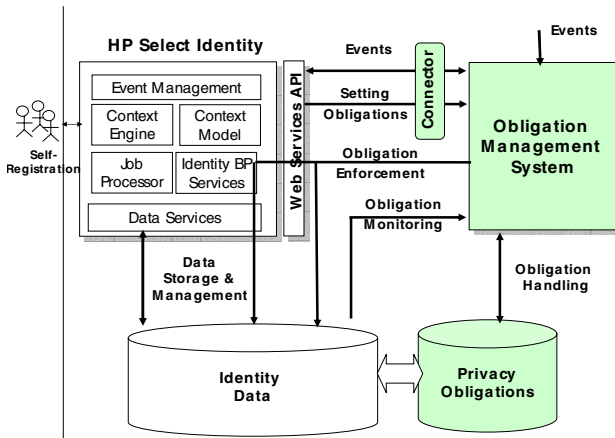 HP Select Identity
Event Management
Context
Engine
Context
Model
Job
Processor
Identity BP
Services
Data Services
Web Services API
Self-
Registration
Events
Setting
Obligations
Connector
Obligation
Enforcement
Obligation
Monitoring
Events
Obligation
Management
System
Data
Storage &
Management
Obligation
Handling
Identity
Data
Privacy
Obligations